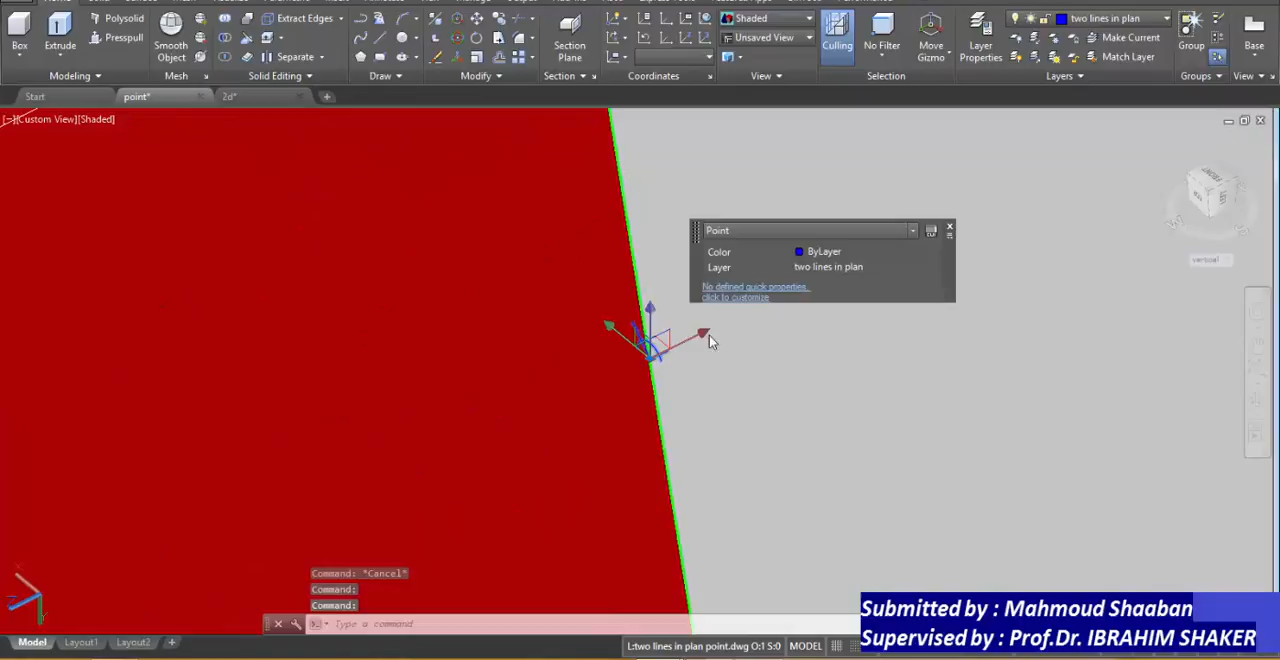 Box
Extrude
Polysolid
Presspull
Modeling
Smooth
Object
Mesh
Extract Edges
Separate
Solid Editing
Draw
Modify
Section
Plane
Section
Coordinates
Shaded
Unsaved View
View
Culling
No Filter
Move
Gizmo
Selection
Layer
Properties
two lines in plan
Make Current
Match Layer
Layers
Group
Groups
Base
View
Start
point*
2d*
[−][Custom View][Shaded]
Point
Color ByLayer
Layer two lines in plan
No defined quick properties,
click to customize
vertical
Command: *Cancel*
Command:
Command:
Type a command
Model
Layout1
Layout2
L:two lines in plan point.dwg O:1 S:0
MODEL
Submitted by : Mahmoud Shaaban
Supervised by : Prof.Dr. IBRAHIM SHAKER